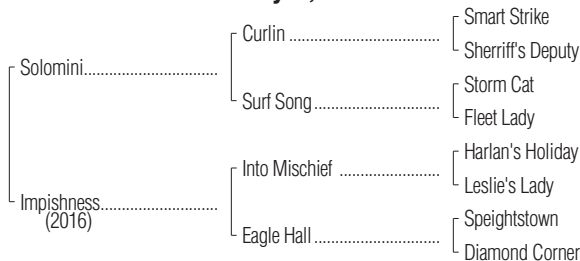 Smart Strike
Curlin ........................................
Sherriff's Deputy
Solomini...................................
Storm Cat
Surf Song ..................................
Fleet Lady
Harlan's Holiday
Into Mischief ...........................
Leslie's Lady
Impishness...............................
(2016)
Speightstown
Eagle Hall .................................
Diamond Corner